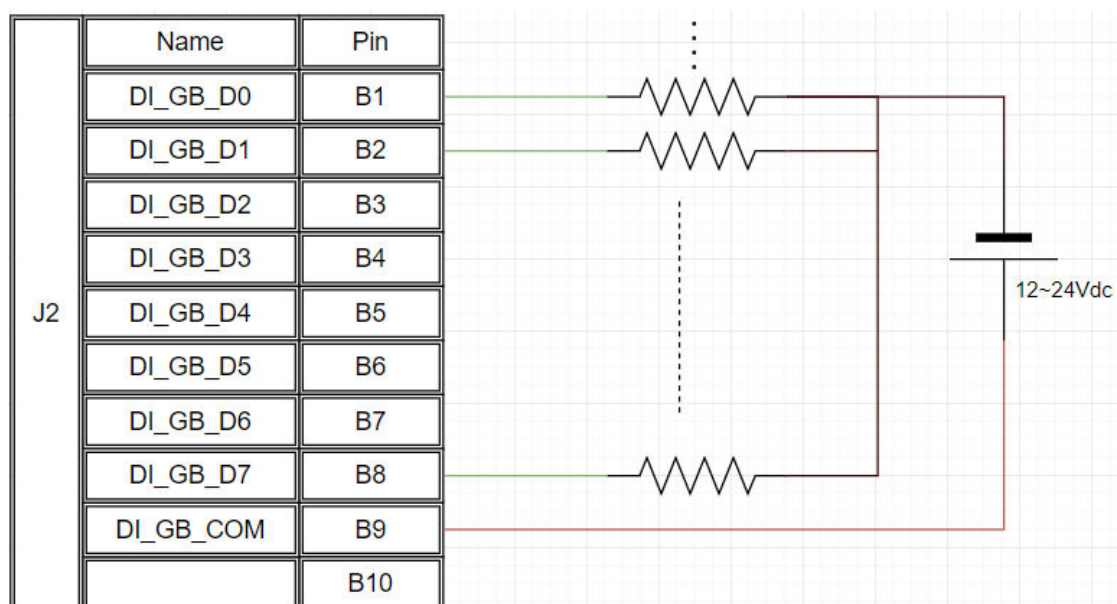 Name Pin
DI_GB_D0 B1
DI_GB_D1 B2
DI_GB_D2 B3
DI_GB_D3 B4
12~24Vdc
J2 DI_GB_D4 B5
DI_GB_D5 B6
DI_GB_D6 B7
DI_GB_D7 B8
DI_GB_COM B9
B10